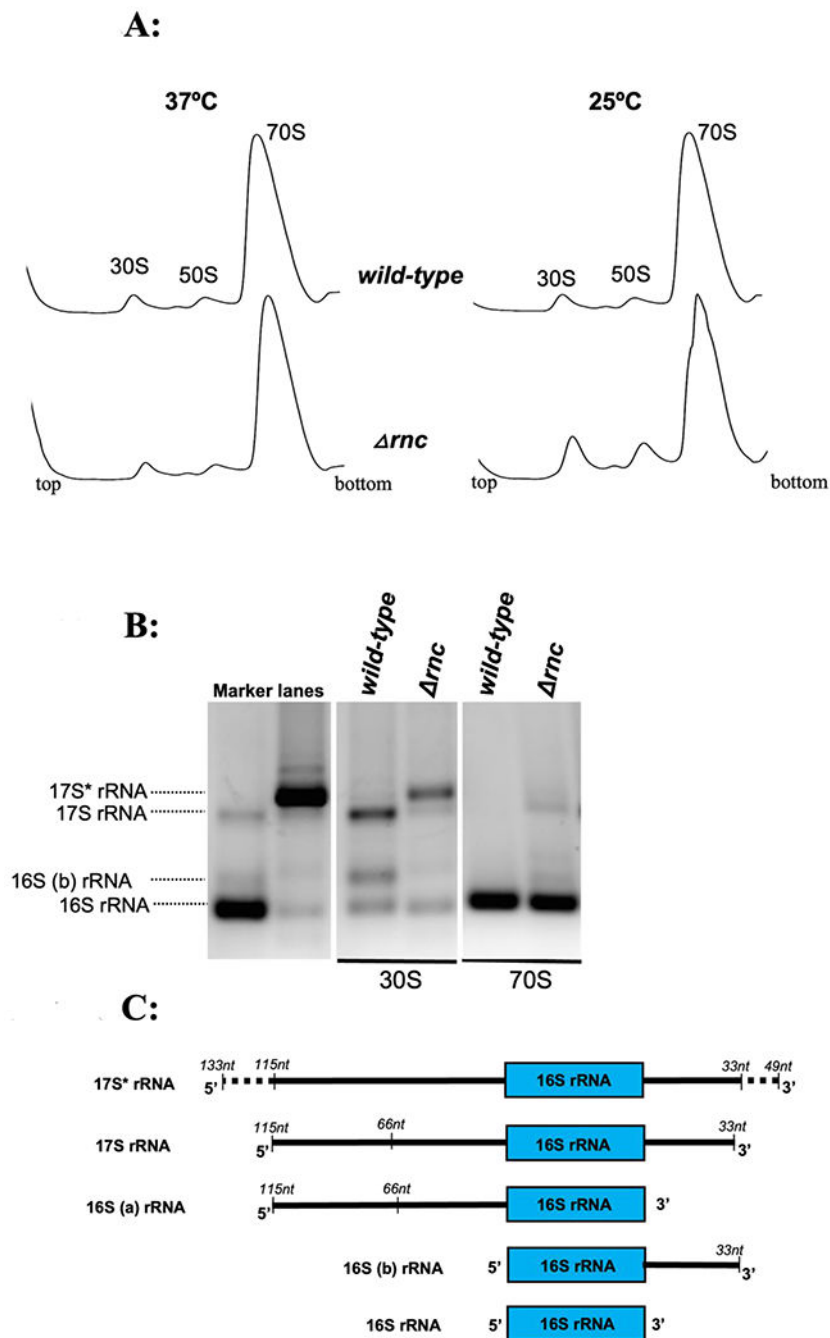 A:
37ºC 25ºC
70S 70S
30S 50S 30S 50S
wild-type
Δrnc
top bottom top bottom
B:
wild-type Δrnc wild-type Δrnc
Marker lanes
17S* rRNA
17S rRNA
16S (b) rRNA
16S rRNA
30S 70S
C:
133nt 115nt 33nt 49nt
17S* rRNA 5’ 16S rRNA 3’
115nt 66nt 33nt
17S rRNA 5’ 16S rRNA 3’
115nt 66nt
16S (a) rRNA 5’ 16S rRNA 3’
33nt
16S (b) rRNA 5’ 16S rRNA 3’
16S rRNA 5’ 16S rRNA 3’